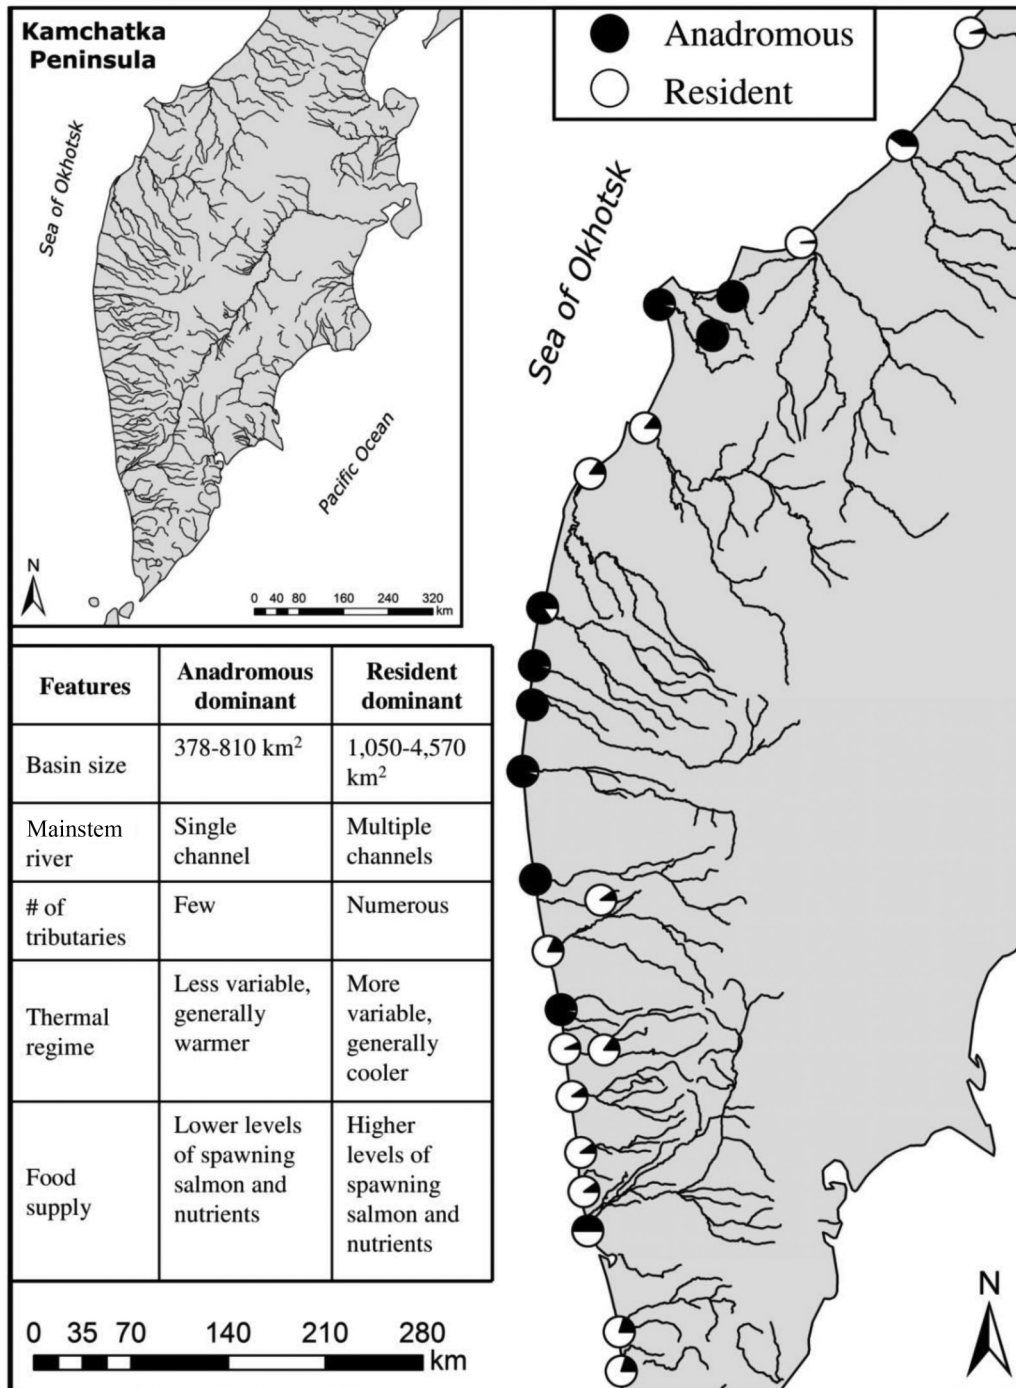 Kamchatka
Peninsula
Sea of Okhotsk
Pacific Ocean
N
0 40 80 160 240 320
km
Anadromous
Resident
Sea of Okhotsk
Features
Anadromous
dominant
Resident
dominant
Basin size
378-810 km²
1,050-4,570
km²
Mainstem
river
Single
channel
Multiple
channels
# of
tributaries
Few
Numerous
Thermal
regime
Less variable,
generally
warmer
More
variable,
generally
cooler
Food
supply
Lower levels
of spawning
salmon and
nutrients
Higher
levels of
spawning
salmon and
nutrients
0 35 70 140 210 280
km
N